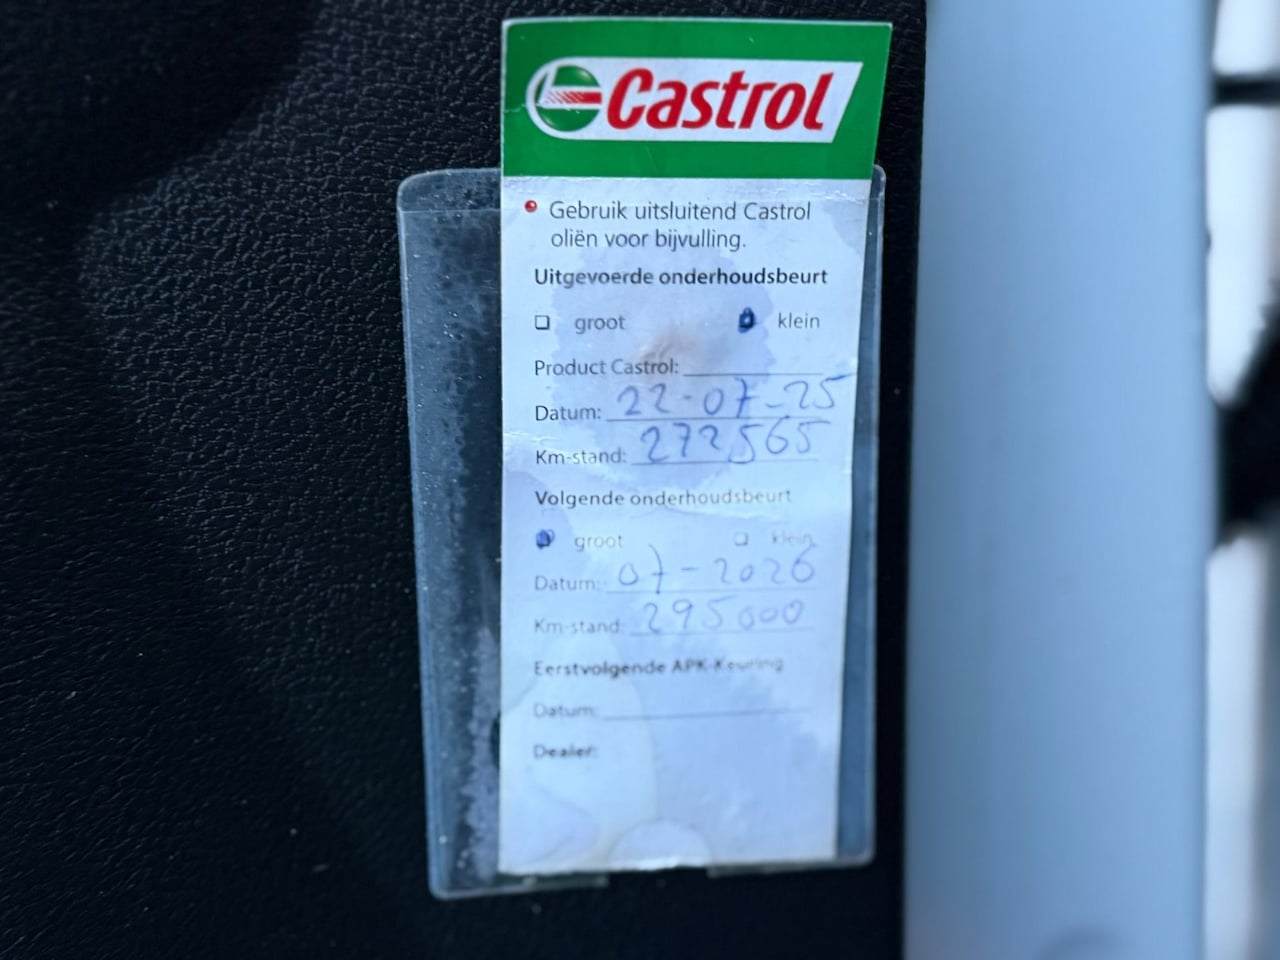 Castrol
Gebruik uitsluitend Castrol
oliën voor bijvulling.
Uitgevoerde onderhoudsbeurt
groot klein
Product Castrol:
Datum: 22-07-25
Km-stand: 272565
Volgende onderhoudsbeurt
groot klein
Datum: 07-2026
Km-stand: 295000
Eerstvolgende APK-Keuring
Datum:
Dealer: